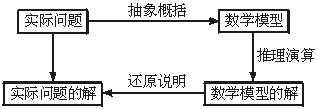 实际问题
抽象概括
数学模型
推理演算
实际问题的解
还原说明
数学模型的解